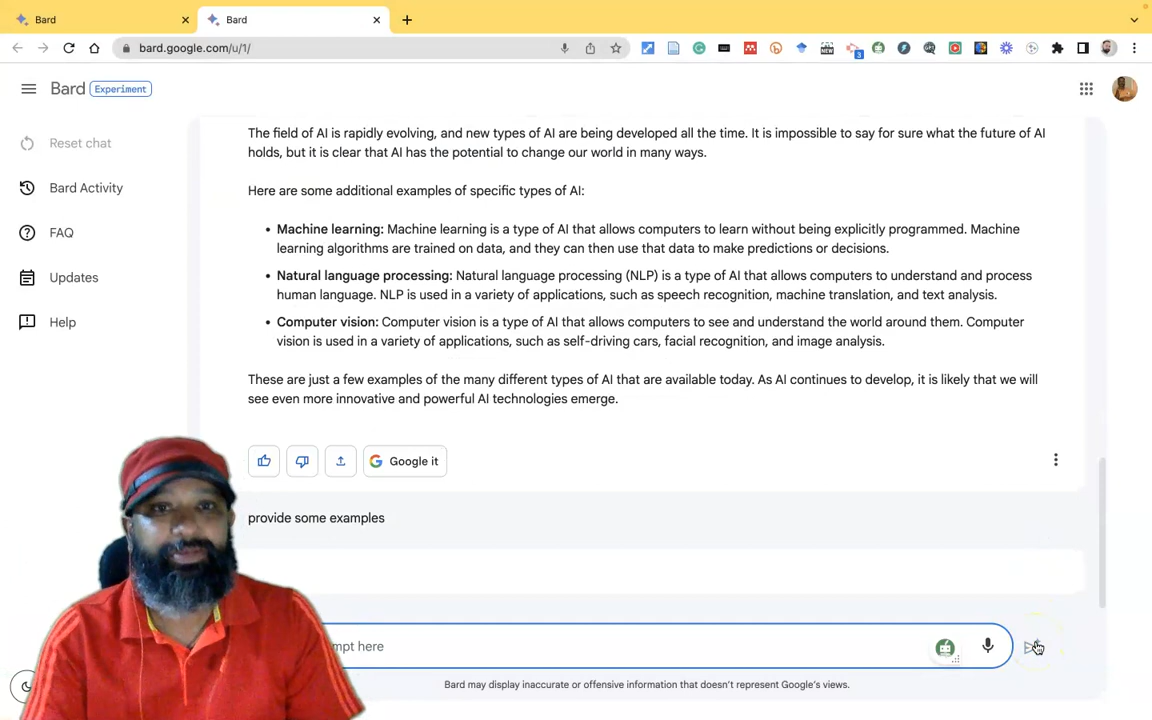 Bard
Bard
bard.google.com/u/1/
NEW
3
Bard
Experiment
Reset chat
Bard Activity
FAQ
Updates
Help
The field of AI is rapidly evolving, and new types of AI are being developed all the time. It is impossible to say for sure what the future of AI
holds, but it is clear that AI has the potential to change our world in many ways.
Here are some additional examples of specific types of AI:
• Machine learning: Machine learning is a type of AI that allows computers to learn without being explicitly programmed. Machine
learning algorithms are trained on data, and they can then use that data to make predictions or decisions.
• Natural language processing: Natural language processing (NLP) is a type of AI that allows computers to understand and process
human language. NLP is used in a variety of applications, such as speech recognition, machine translation, and text analysis.
• Computer vision: Computer vision is a type of AI that allows computers to see and understand the world around them. Computer
vision is used in a variety of applications, such as self-driving cars, facial recognition, and image analysis.
These are just a few examples of the many different types of AI that are available today. As AI continues to develop, it is likely that we will
see even more innovative and powerful AI technologies emerge.
Google it
provide some examples
mpt here
Bard may display inaccurate or offensive information that doesn't represent Google's views.